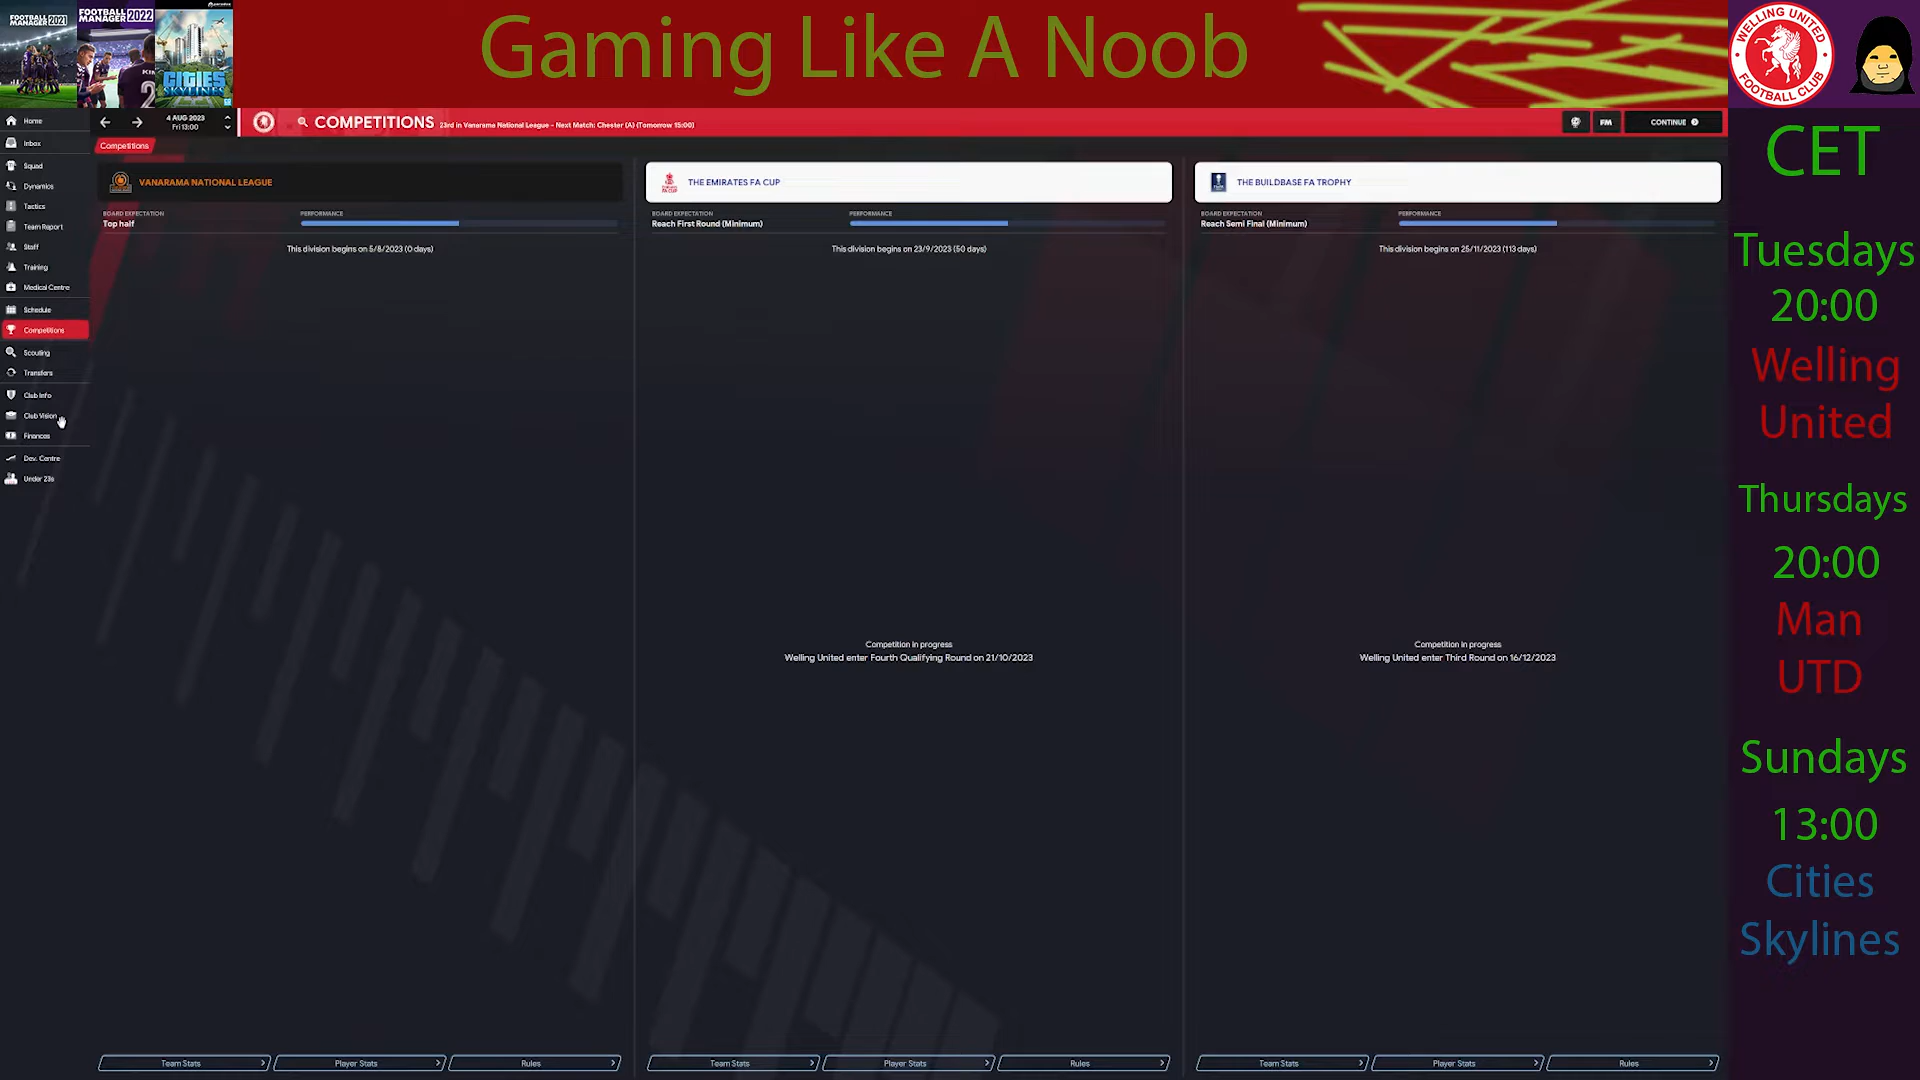 FOOTBALL MANAGER 2021
FOOTBALL MANAGER 2022
CITIES SKYLINES
Gaming Like A Noob
WELLING UNITED FOOTBALL CLUB
4 AUG 2023
Fri 13:00
COMPETITIONS
23rd in Vanarama National League - Next Match: Chester (A) (Tomorrow 15:00)
FM
CONTINUE
Home
Inbox
Squad
Dynamics
Tactics
Team Report
Staff
Training
Medical Centre
Schedule
Competitions
Scouting
Transfers
Club Info
Club Vision
Finances
Dev. Centre
Under 23s
Competitions
VANARAMA NATIONAL LEAGUE
BOARD EXPECTATION
PERFORMANCE
Top half
This division begins on 5/8/2023 (0 days)
Team Stats
Player Stats
Rules
THE EMIRATES FA CUP
BOARD EXPECTATION
PERFORMANCE
Reach First Round (Minimum)
This division begins on 23/9/2023 (50 days)
Competition in progress
Welling United enter Fourth Qualifying Round on 21/10/2023
Team Stats
Player Stats
Rules
THE BUILDBASE FA TROPHY
BOARD EXPECTATION
PERFORMANCE
Reach Semi Final (Minimum)
This division begins on 25/11/2023 (113 days)
Competition in progress
Welling United enter Third Round on 16/12/2023
Team Stats
Player Stats
Rules
CET
Tuesdays
20:00
Welling
United
Thursdays
20:00
Man
UTD
Sundays
13:00
Cities
Skylines